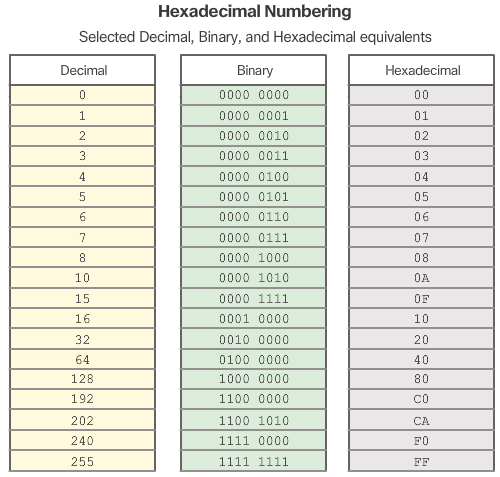 Hexadecimal Numbering
Selected Decimal, Binary, and Hexadecimal equivalents
Decimal Binary Hexadecimal
0 0000 0000 00
1 0000 0001 01
2 0000 0010 02
3 0000 0011 03
4 0000 0100 04
5 0000 0101 05
6 0000 0110 06
7 0000 0111 07
8 0000 1000 08
10 0000 1010 0A
15 0000 1111 0F
16 0001 0000 10
32 0010 0000 20
64 0100 0000 40
128 1000 0000 80
192 1100 0000 C0
202 1100 1010 CA
240 1111 0000 F0
255 1111 1111 FF